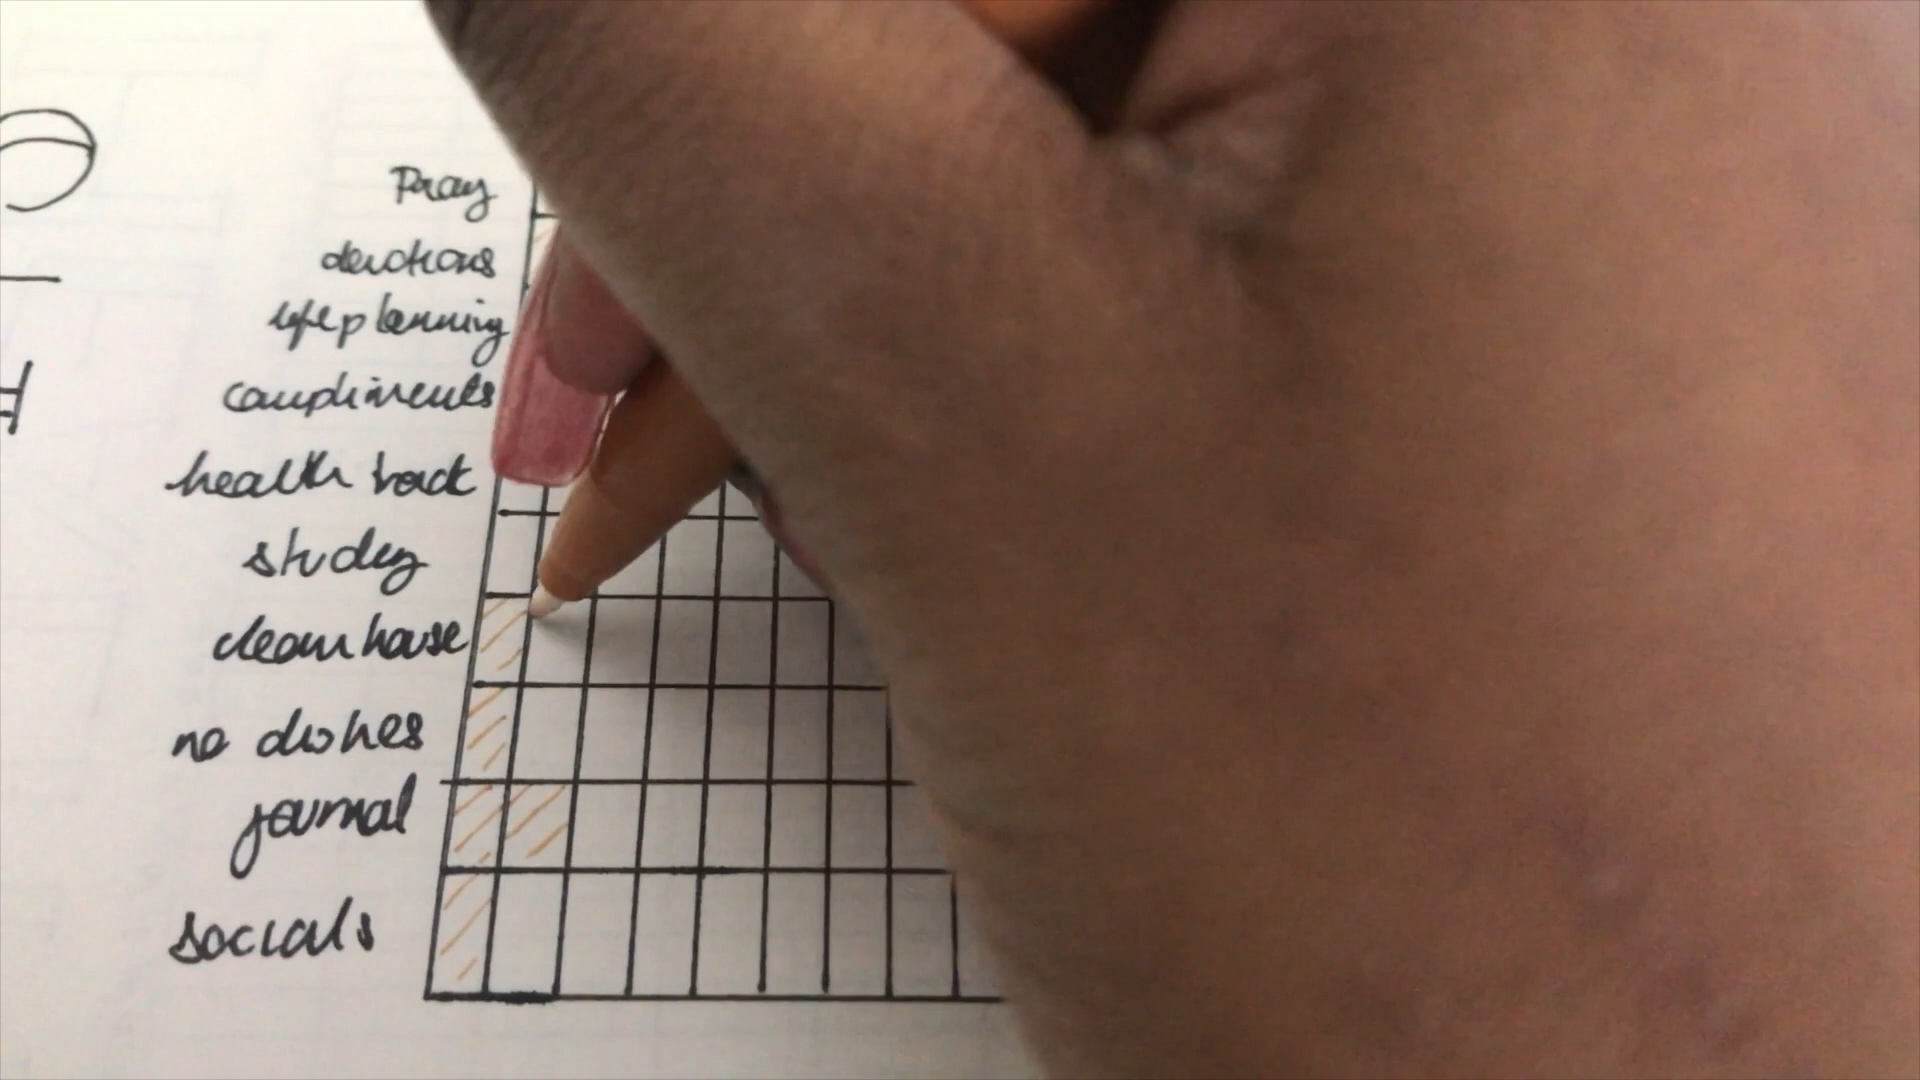 Pray
devotions
life planning
compliments
health track
study
clean house
no dishes
journal
socials